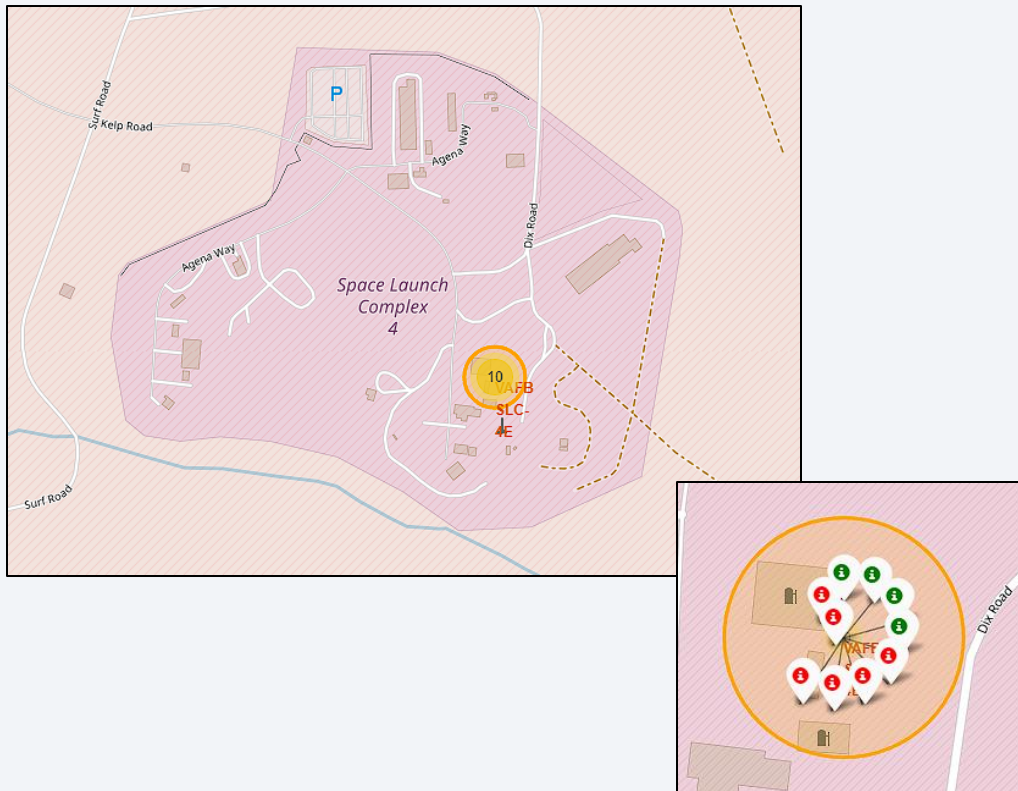 P
Surf Road
Kelp Road
Agena Way
Dix Road
Agena Way
Space Launch
Complex
4
10
VAFB
SLC-
4E
Surf Road
Dix Road